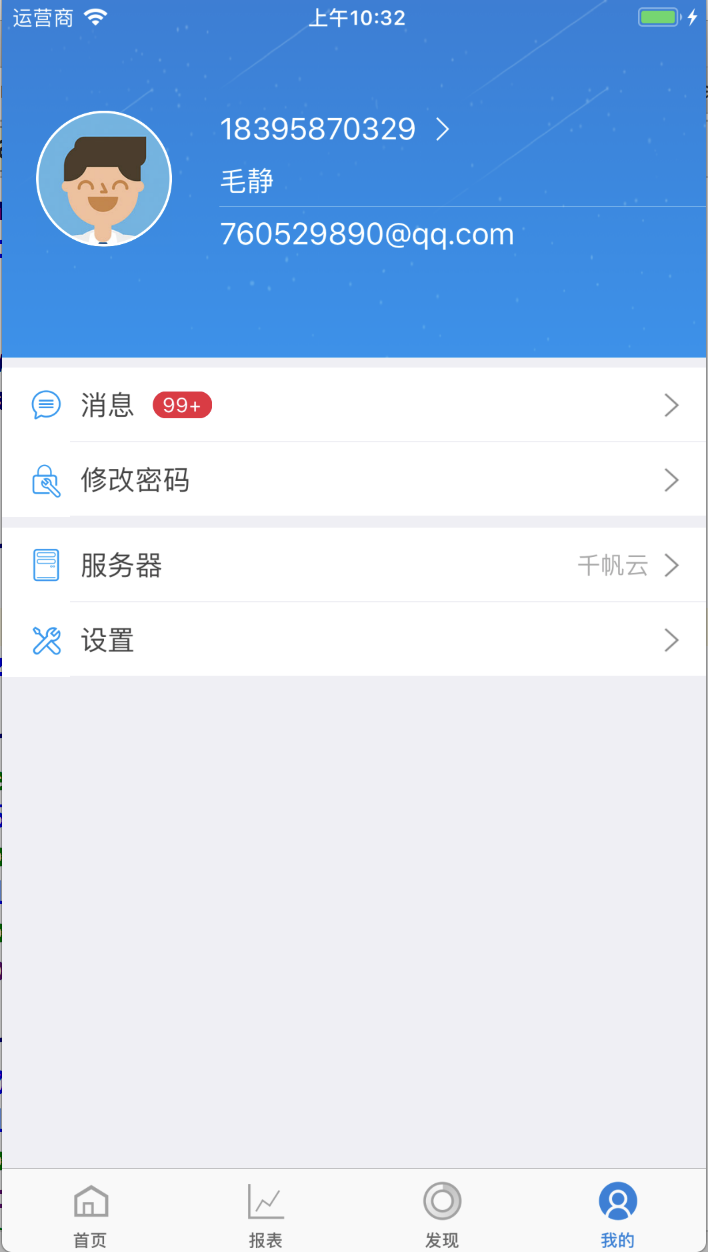 运营商 上午10:32
18395870329
毛静
760529890@qq.com
消息 99+
修改密码
服务器 千帆云
设置
首页 报表 发现 我的